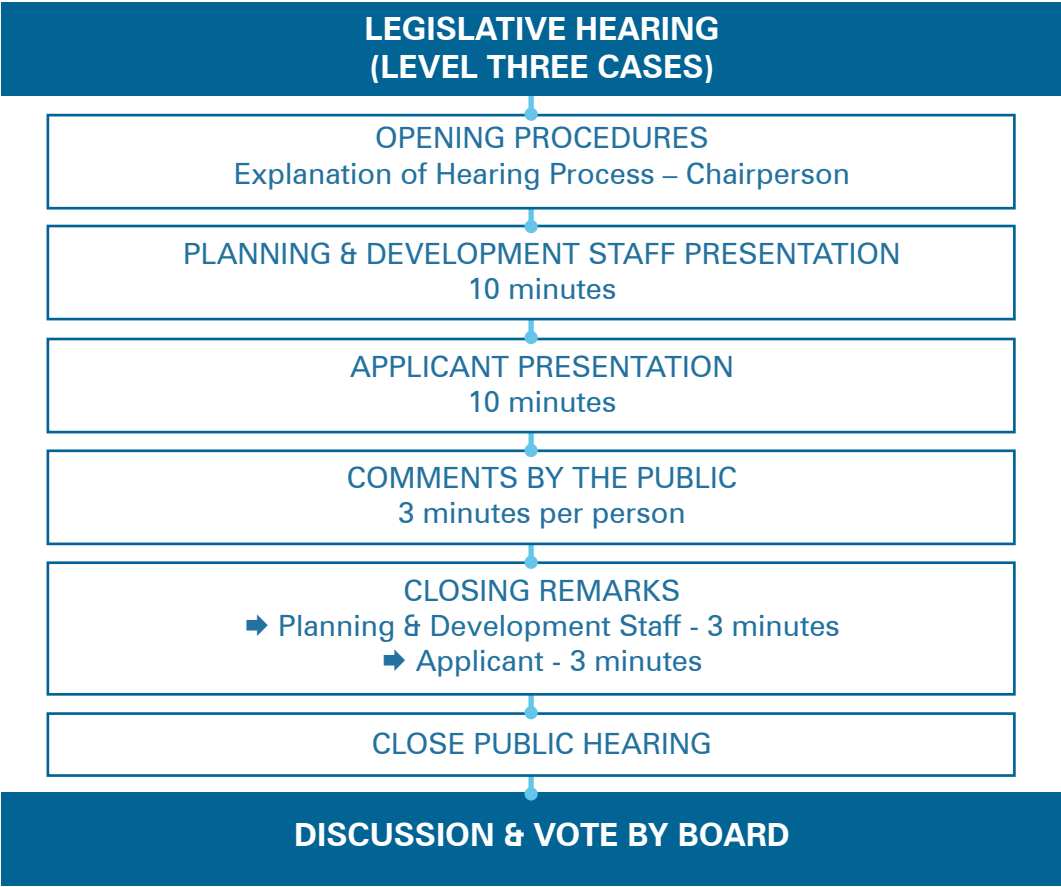 LEGISLATIVE HEARING
(LEVEL THREE CASES)
OPENING PROCEDURES
Explanation of Hearing Process – Chairperson
PLANNING & DEVELOPMENT STAFF PRESENTATION
10 minutes
APPLICANT PRESENTATION
10 minutes
COMMENTS BY THE PUBLIC
3 minutes per person
CLOSING REMARKS
➡ Planning & Development Staff - 3 minutes
➡ Applicant - 3 minutes
CLOSE PUBLIC HEARING
DISCUSSION & VOTE BY BOARD